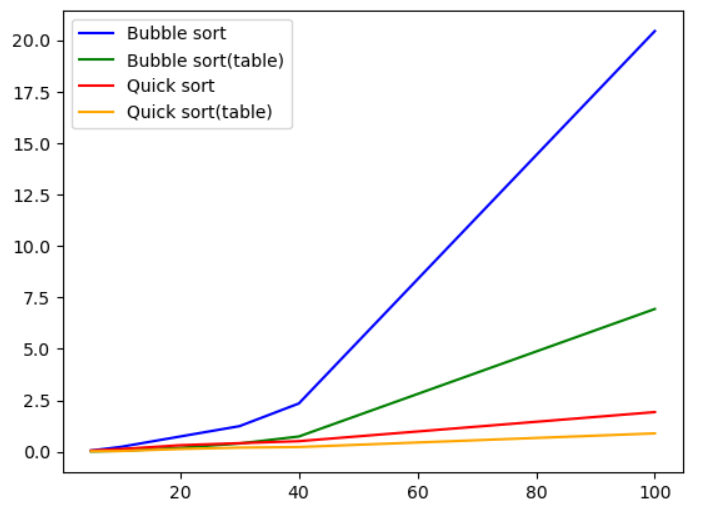 Bubble sort
Bubble sort(table)
Quick sort
Quick sort(table)
20.0
17.5
15.0
12.5
10.0
7.5
5.0
2.5
0.0
20 40 60 80 100